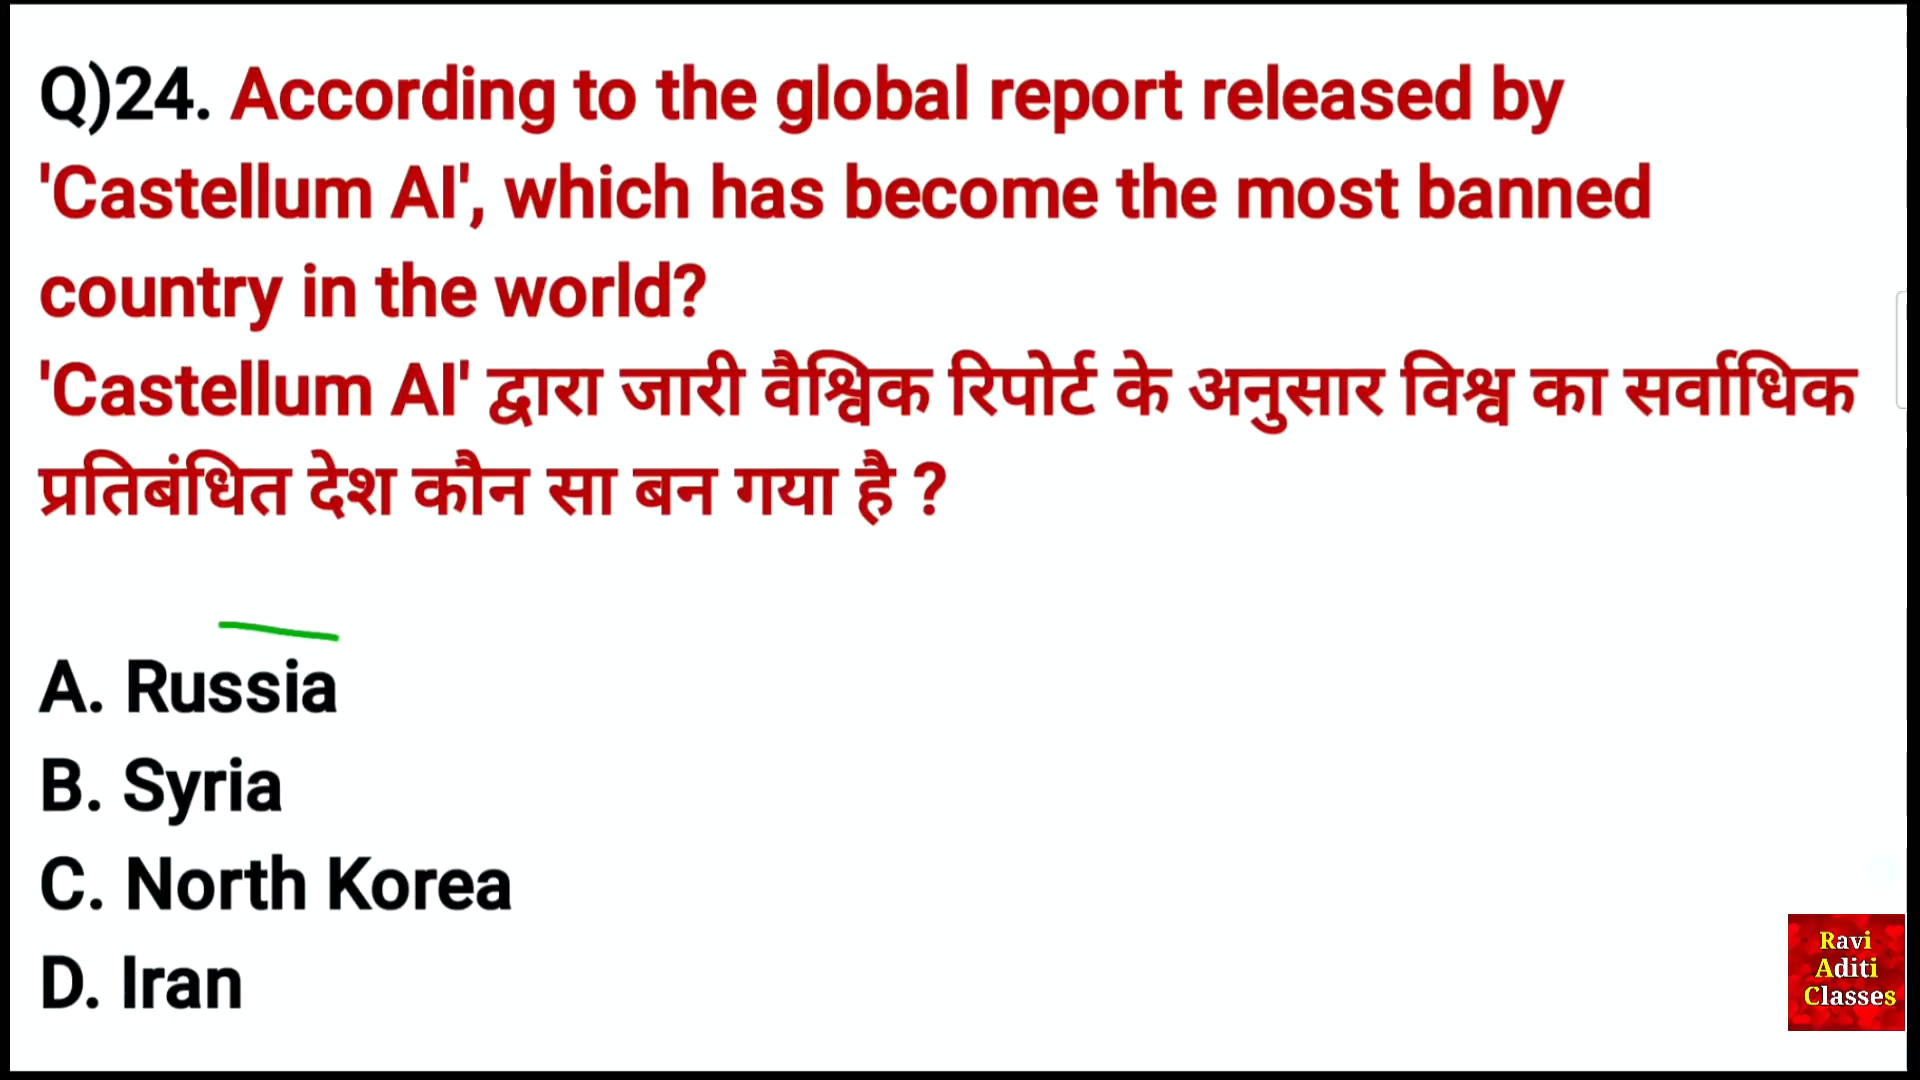 Q)24. According to the global report released by
'Castellum AI', which has become the most banned
country in the world?
'Castellum AI' द्वारा जारी वैश्विक रिपोर्ट के अनुसार विश्व का सर्वाधिक
प्रतिबंधित देश कौन सा बन गया है ?
A. Russia
B. Syria
C. North Korea
D. Iran
Ravi
Aditi
Classes